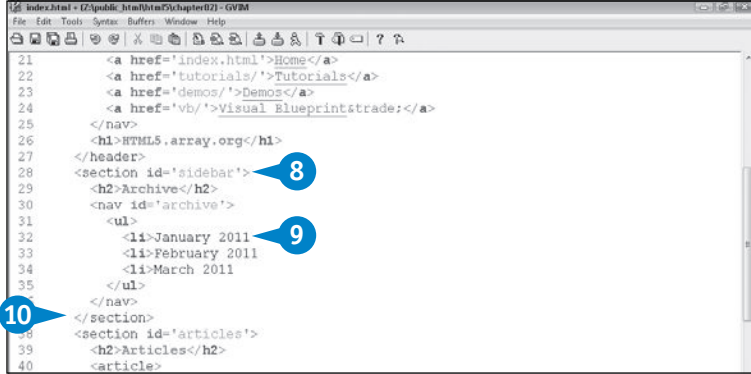 index.html + (Z:\public_html\html5\chapter02) - GVIM
File Edit Tools Syntax Buffers Window Help
21 <a href='index.html'>Home</a>
22 <a href='tutorials/'>Tutorials</a>
23 <a href='demos/'>Demos</a>
24 <a href='vb/'>Visual Blueprint&trade;</a>
25 </nav>
26 <h1>HTML5.array.org</h1>
27 </header>
28 <section id='sidebar'> 8
29 <h2>Archive</h2>
30 <nav id='archive'>
31 <ul>
32 <li>January 2011 9
33 <li>February 2011
34 <li>March 2011
35 </ul>
</nav>
10 </section>
38 <section id='articles'>
39 <h2>Articles</h2>
40 <article>